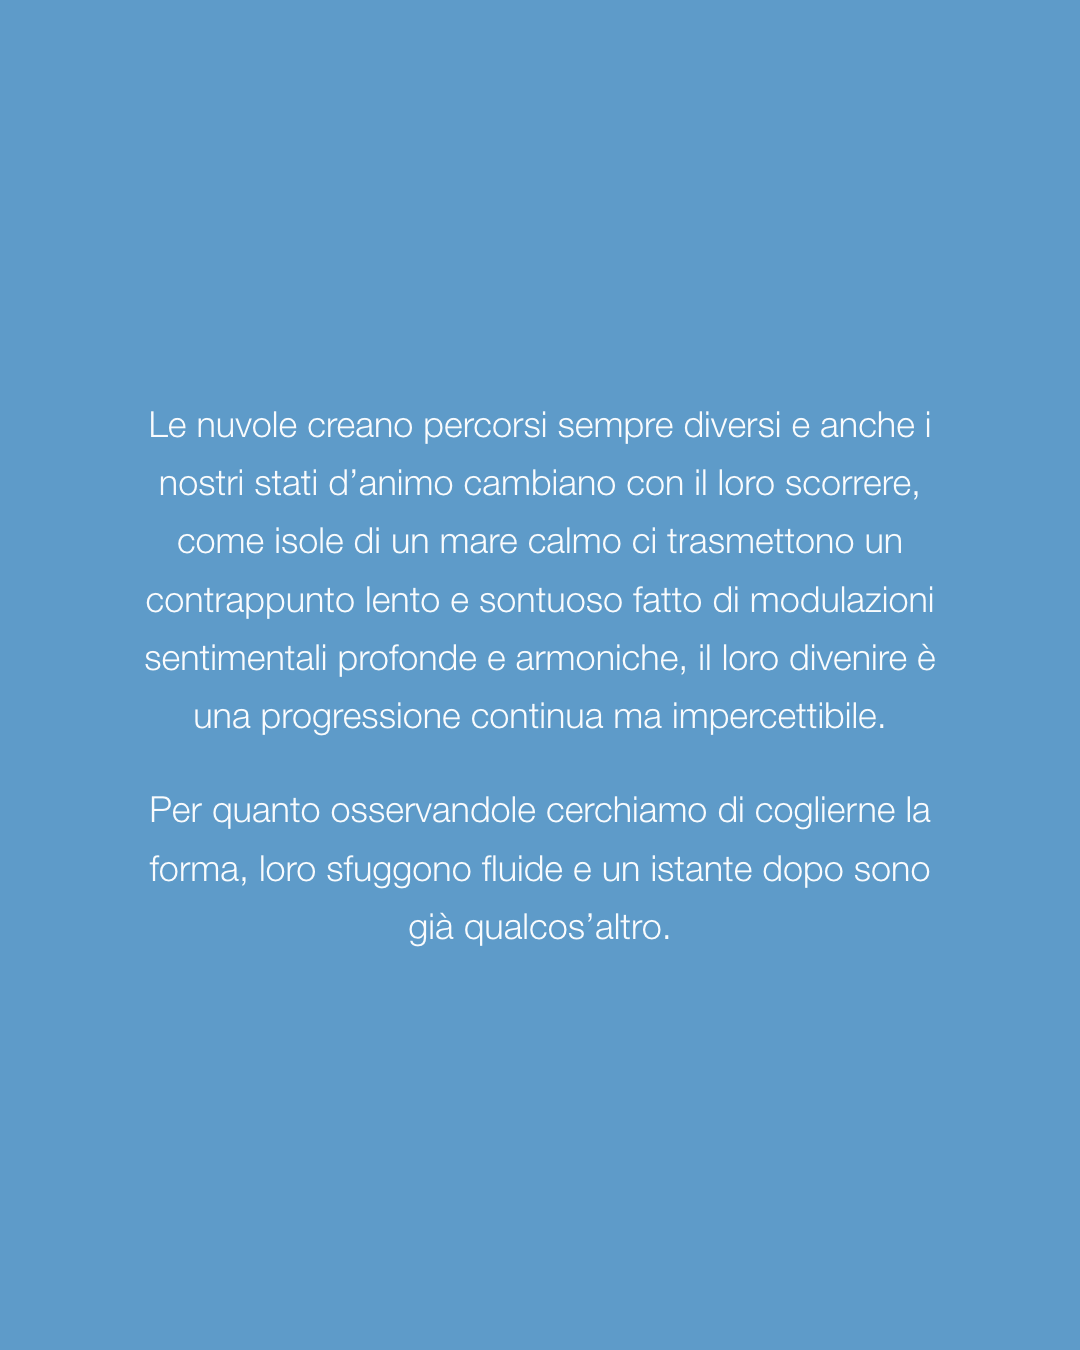 Le nuvole creano percorsi sempre diversi e anche i
nostri stati d’animo cambiano con il loro scorrere,
come isole di un mare calmo ci trasmettono un
contrappunto lento e sontuoso fatto di modulazioni
sentimentali profonde e armoniche, il loro divenire è
una progressione continua ma impercettibile.
Per quanto osservandole cerchiamo di coglierne la
forma, loro sfuggono fluide e un istante dopo sono
già qualcos’altro.